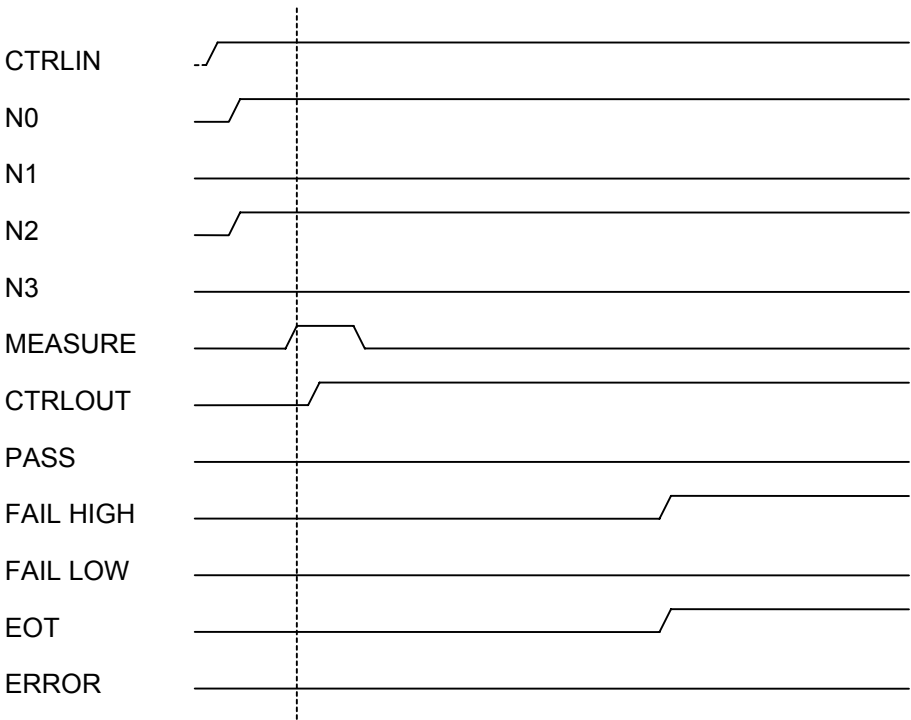 CTRLIN
N0
N1
N2
N3
MEASURE
CTRLOUT
PASS
FAIL HIGH
FAIL LOW
EOT
ERROR